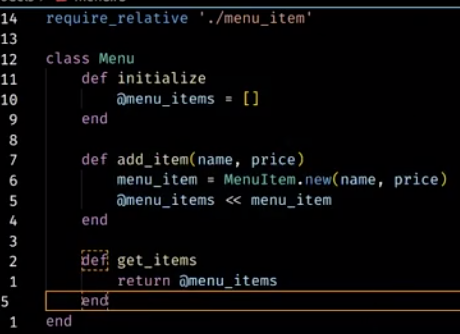 14 require_relative './menu_item'
13
12 class Menu
11     def initialize
10         @menu_items = []
9     end
8
7     def add_item(name, price)
6         menu_item = MenuItem.new(name, price)
5         @menu_items << menu_item
4     end
3
2     def get_items
1         return @menu_items
5     end
1 end